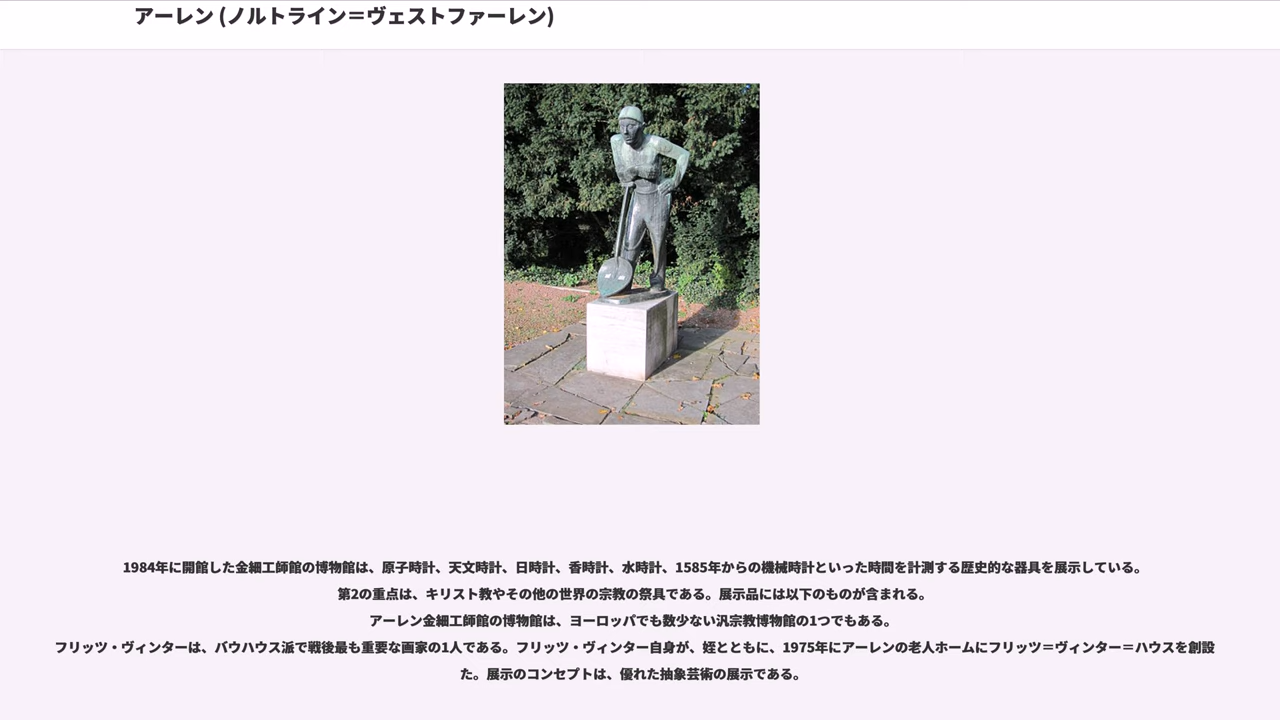 アーレン (ノルトライン＝ヴェストファーレン)
1984年に開館した金細工師館の博物館は、原子時計、天文時計、日時計、香時計、水時計、1585年からの機械時計といった時間を計測する歴史的な器具を展示している。
第2の重点は、キリスト教やその他の世界の宗教の祭具である。展示品には以下のものが含まれる。
アーレン金細工師館の博物館は、ヨーロッパでも数少ない汎宗教博物館の1つでもある。
フリッツ・ヴィンターは、バウハウス派で戦後最も重要な画家の1人である。フリッツ・ヴィンター自身が、姪とともに、1975年にアーレンの老人ホームにフリッツ＝ヴィンター＝ハウスを創設
た。展示のコンセプトは、優れた抽象芸術の展示である。